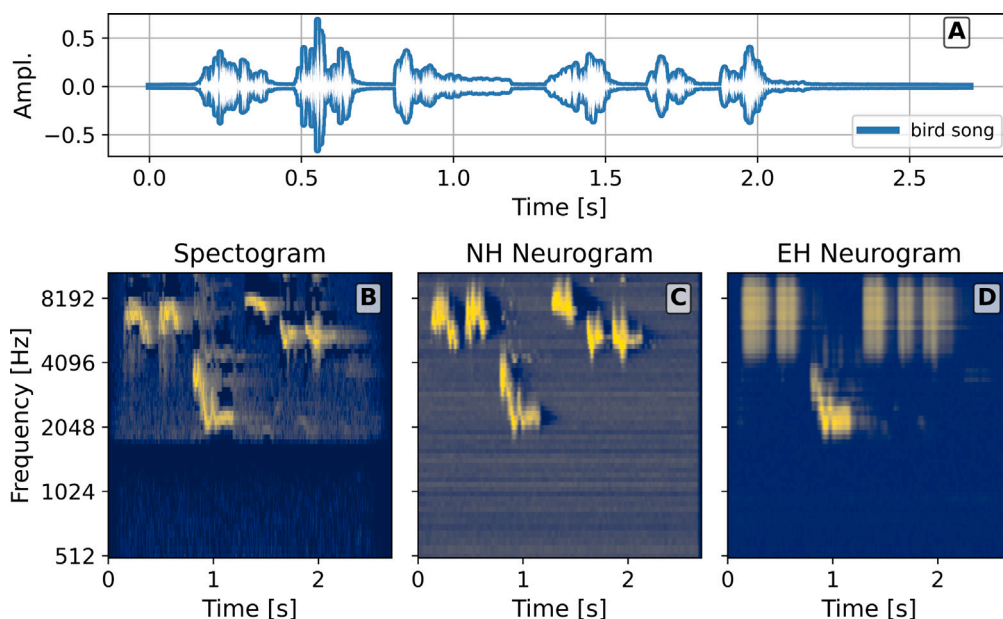 A
0.5
0.0
−0.5
Ampl.
bird song
0.0 0.5 1.0 1.5 2.0 2.5
Time [s]
Spectogram NH Neurogram EH Neurogram
B C D
8192
4096
2048
1024
512
Frequency [Hz]
0 1 2 0 1 2 0 1 2
Time [s] Time [s] Time [s]